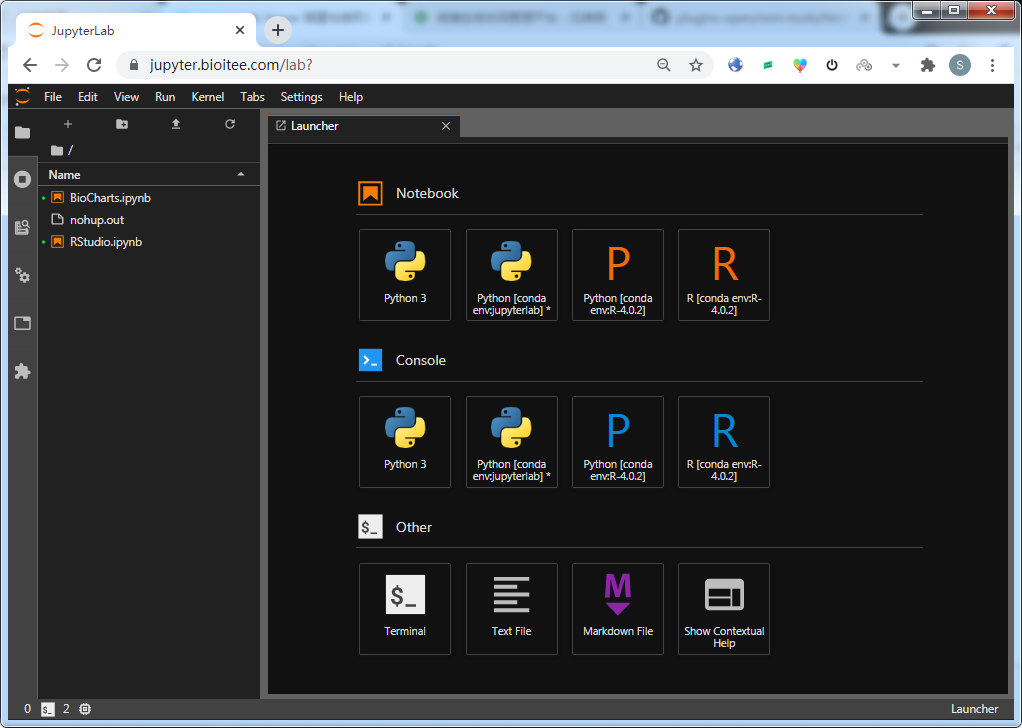 JupyterLab
jupyter.bioitee.com/lab?
S
File Edit View Run Kernel Tabs Settings Help
Launcher
/
Name
BioCharts.ipynb
nohup.out
RStudio.ipynb
Notebook
Python 3
Python [conda
env:jupyterlab] *
P
Python [conda
env:R-4.0.2]
R
R [conda env:R-
4.0.2]
Console
Python 3
Python [conda
env:jupyterlab] *
P
Python [conda
env:R-4.0.2]
R
R [conda env:R-
4.0.2]
$_
Other
$_
Terminal
Text File
M
Markdown File
Show Contextual
Help
0 $_ 2
Launcher